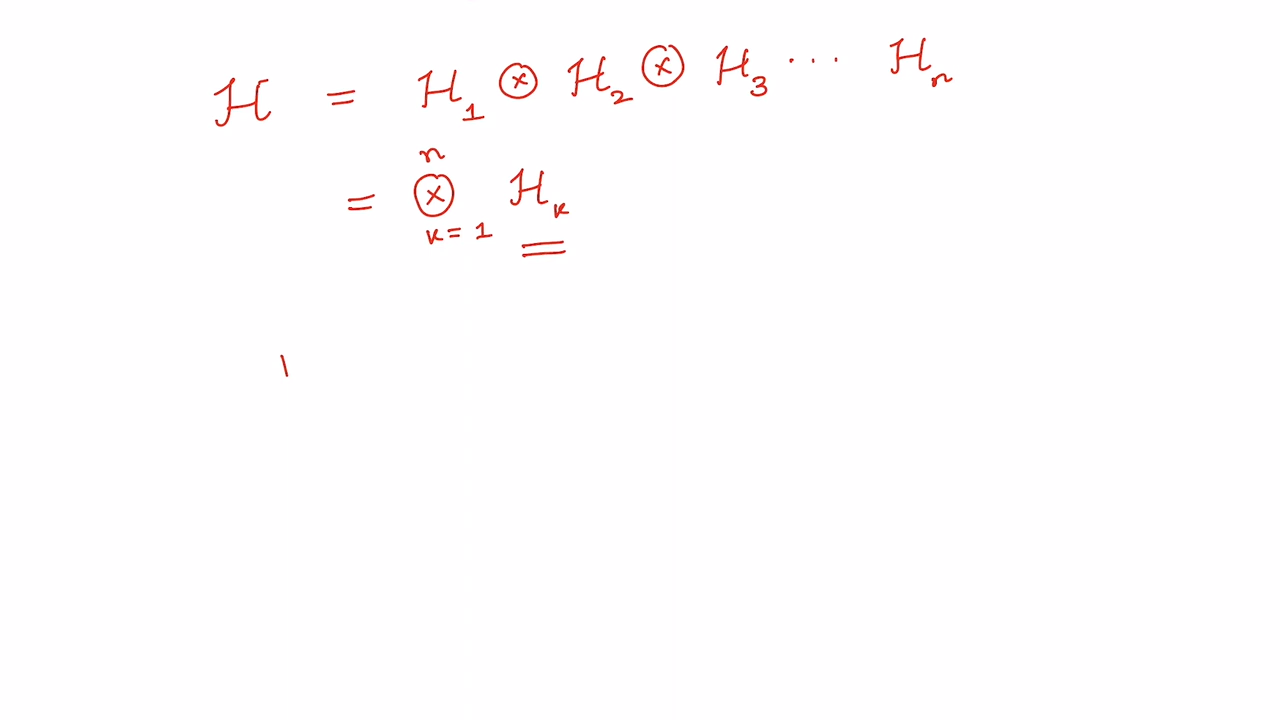 ℋ = ℋ₁ ⊗ ℋ₂ ⊗ ℋ₃ ··· ℋₙ
= ⊗ₖ₌₁ⁿ ℋₖ